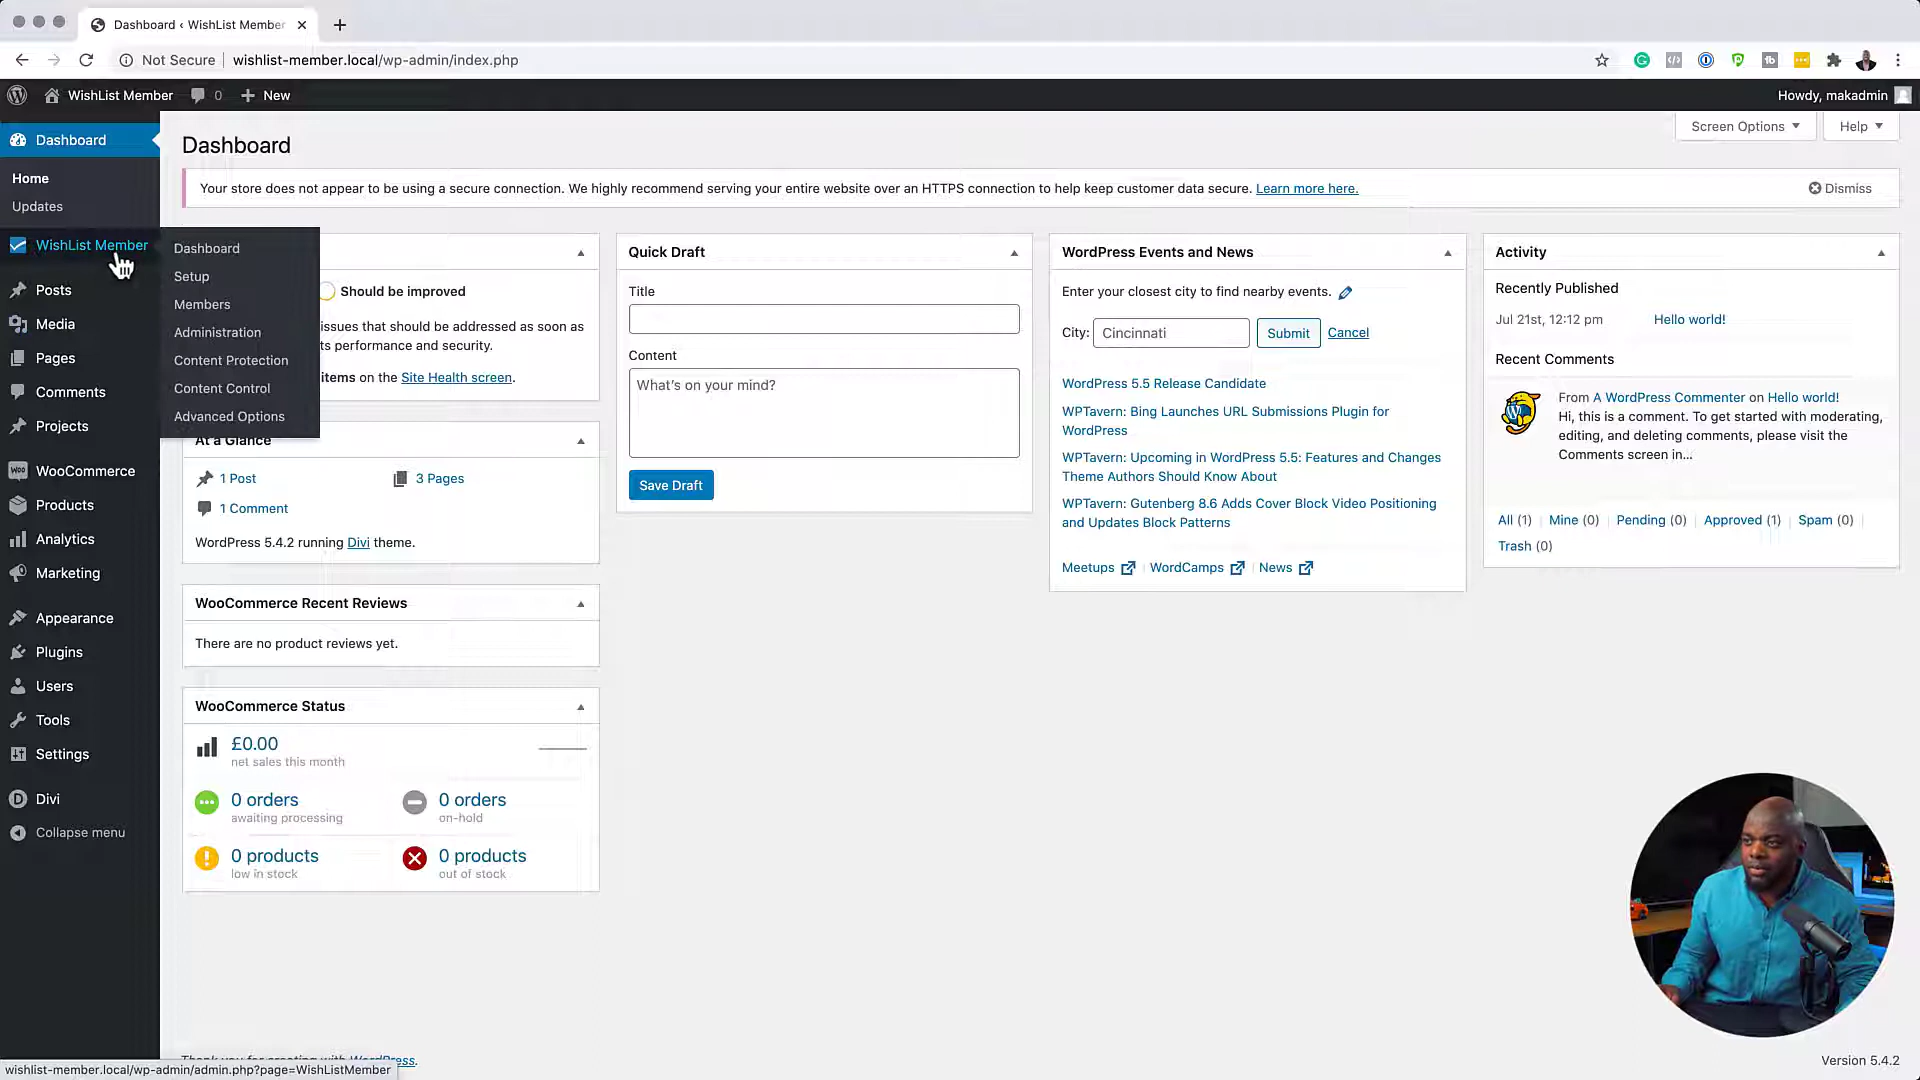 Dashboard ‹ WishList Member
Not Secure
wishlist-member.local/wp-admin/index.php
WishList Member
0
New
Howdy, makadmin
Dashboard
Home
Updates
WishList Member
Posts
Media
Pages
Comments
Projects
WooCommerce
Products
Analytics
Marketing
Appearance
Plugins
Users
Tools
Settings
Divi
Collapse menu
Dashboard
Setup
Members
Administration
Content Protection
Content Control
Advanced Options
Dashboard
Screen Options
Help
Your store does not appear to be using a secure connection. We highly recommend serving your entire website over an HTTPS connection to help keep customer data secure. Learn more here.
Dismiss
Should be improved
issues that should be addressed as soon as
performance and security.
items on the Site Health screen.
At a Glance
1 Post
3 Pages
1 Comment
WordPress 5.4.2 running Divi theme.
WooCommerce Recent Reviews
There are no product reviews yet.
WooCommerce Status
£0.00
net sales this month
0 orders
awaiting processing
0 orders
on-hold
0 products
low in stock
0 products
out of stock
Quick Draft
Title
Content
What's on your mind?
Save Draft
WordPress Events and News
Enter your closest city to find nearby events.
City: Cincinnati Submit Cancel
WordPress 5.5 Release Candidate
WPTavern: Bing Launches URL Submissions Plugin for
WordPress
WPTavern: Upcoming in WordPress 5.5: Features and Changes
Theme Authors Should Know About
WPTavern: Gutenberg 8.6 Adds Cover Block Video Positioning
and Updates Block Patterns
Meetups | WordCamps | News
Activity
Recently Published
Jul 21st, 12:12 pm Hello world!
Recent Comments
From A WordPress Commenter on Hello world!
Hi, this is a comment. To get started with moderating,
editing, and deleting comments, please visit the
Comments screen in…
All (1) | Mine (0) | Pending (0) | Approved (1) | Spam (0) |
Trash (0)
Thank you for creating with WordPress.
Version 5.4.2
wishlist-member.local/wp-admin/admin.php?page=WishListMember